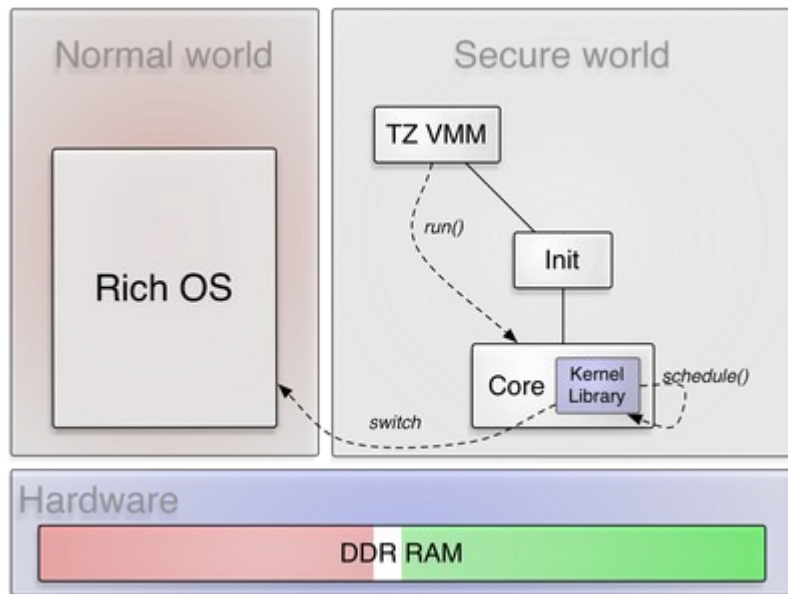 Normal world
Secure world
TZ VMM
run()
Init
Rich OS
Core
Kernel
Library
schedule()
switch
Hardware
DDR RAM